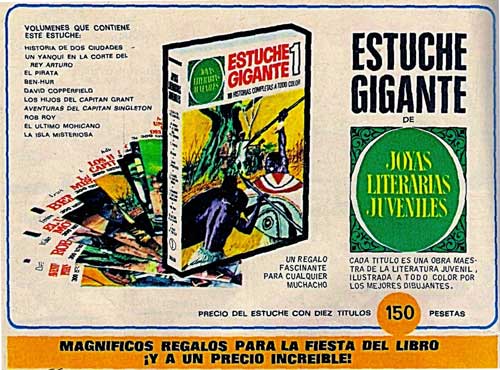 VOLUMENES QUE CONTIENE
ESTE ESTUCHE:
HISTORIA DE DOS CIUDADES
UN YANQUI EN LA CORTE DEL
REY ARTURO
EL PIRATA
BEN-HUR
DAVID COPPERFIELD
LOS HIJOS DEL CAPITAN GRANT
AVENTURAS DEL CAPITAN SINGLETON
ROB ROY
EL ULTIMO MOHICANO
LA ISLA MISTERIOSA
JOYAS
LITERARIAS
JUVENILES
ESTUCHE 1
GIGANTE
HISTORIAS COMPLETAS A TODO COLOR
UN REGALO
FASCINANTE
PARA CUALQUIER
MUCHACHO
ESTUCHE
GIGANTE
DE
JOYAS
LITERARIAS
JUVENILES
CADA TITULO ES UNA OBRA MAES-
TRA DE LA LITERATURA JUVENIL,
ILUSTRADA A TODO COLOR POR
LOS MEJORES DIBUJANTES.
PRECIO DEL ESTUCHE CON DIEZ TITULOS 150 PESETAS
MAGNIFICOS REGALOS PARA LA FIESTA DEL LIBRO
¡Y A UN PRECIO INCREIBLE!